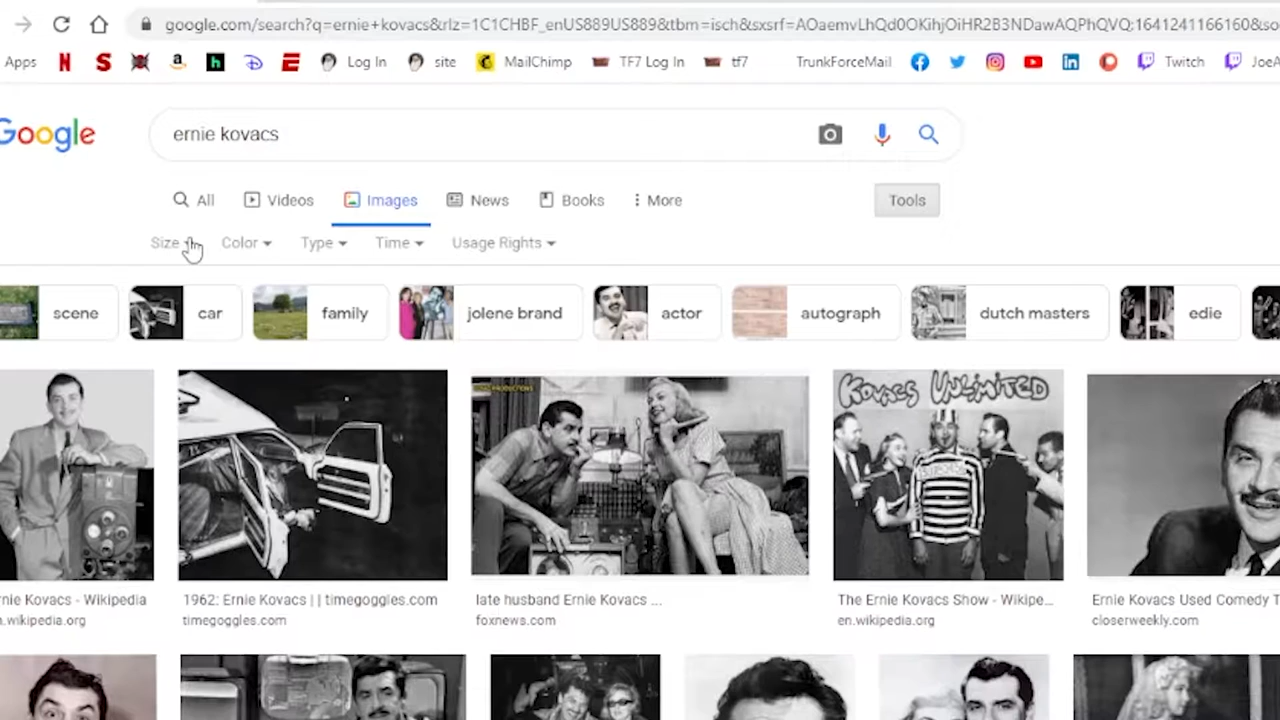 google.com/search?q=ernie+kovacs&rlz=1C1CHBF_enUS889US889&tbm=isch&sxsrf=AOaemvLhQd0OKihjOiHR2B3NDawAQPhQVQ:1641241166160&so
Apps N S a h E Log In site MailChimp TF7 Log In tf7 TrunkForceMail Twitch JoeA
Google ernie kovacs
All Videos Images News Books More Tools
Size Color Type Time Usage Rights
scene car family jolene brand actor autograph dutch masters edie
KOVACS UNLIMITED
rnie Kovacs - Wikipedia 1962: Ernie Kovacs | | timegoggles.com late husband Ernie Kovacs ... The Ernie Kovacs Show - Wikipe... Ernie Kovacs Used Comedy T
.wikipedia.org timegoggles.com foxnews.com en.wikipedia.org closerweekly.com